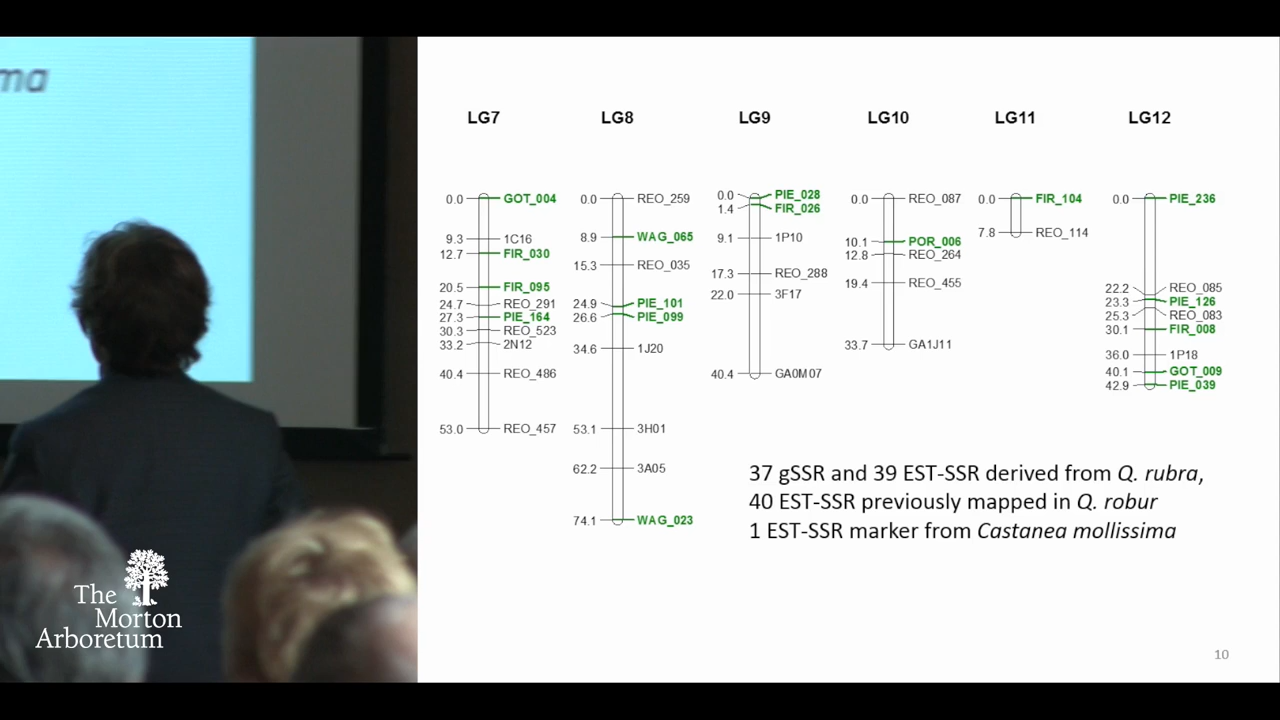 ma
The
Morton
Arboretum
LG7 LG8 LG9 LG10 LG11 LG12
0.0 GOT_004
9.3 1C16
12.7 FIR_030
20.5 FIR_095
24.7 REO_291
27.3 PIE_164
30.3 REO_523
33.2 2N12
40.4 REO_486
53.0 REO_457
0.0 REO_259
8.9 WAG_065
15.3 REO_035
24.9 PIE_101
26.6 PIE_099
34.6 1J20
53.1 3H01
62.2 3A05
74.1 WAG_023
0.0 PIE_028
1.4 FIR_026
9.1 1P10
17.3 REO_288
22.0 3F17
40.4 GA0M07
0.0 REO_087
10.1 POR_006
12.8 REO_264
19.4 REO_455
33.7 GA1J11
0.0 FIR_104
7.8 REO_114
0.0 PIE_236
22.2 REO_085
23.3 PIE_126
25.3 REO_083
30.1 FIR_008
36.0 1P18
40.1 GOT_009
42.9 PIE_039
37 gSSR and 39 EST-SSR derived from Q. rubra,
40 EST-SSR previously mapped in Q. robur
1 EST-SSR marker from Castanea mollissima
10